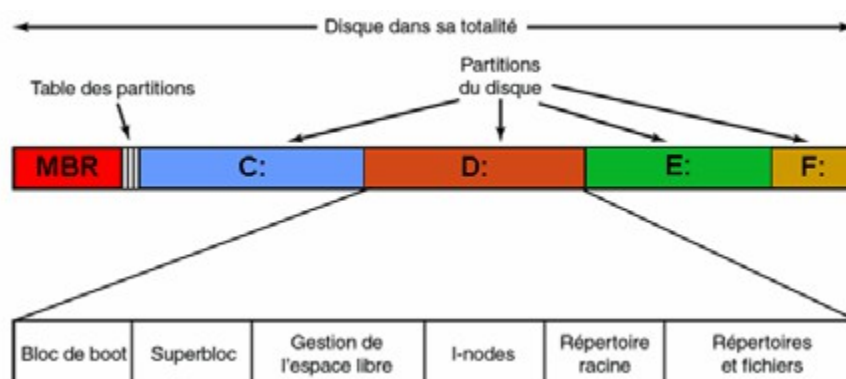 Disque dans sa totalité
Partitions
du disque
Table des partitions
MBR
C:
D:
E:
F:
Bloc de boot
Superbloc
Gestion de
l'espace libre
I-nodes
Répertoire
racine
Répertoires
et fichiers